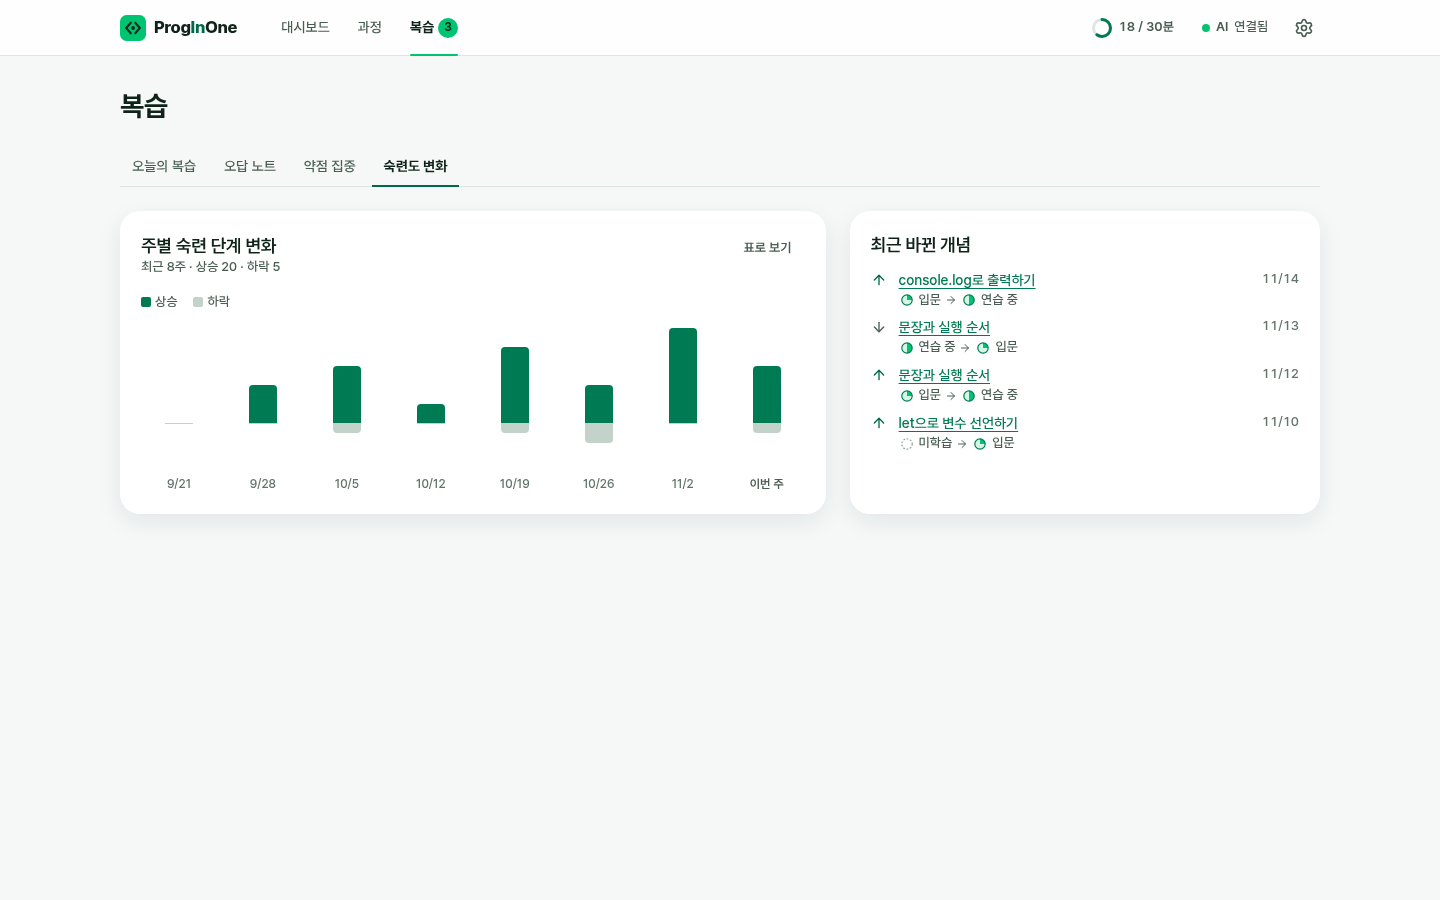 ProgInOne 대시보드 과정 복습 3 18 / 30분 AI 연결됨
복습
오늘의 복습 오답 노트 약점 집중 숙련도 변화
주별 숙련 단계 변화 표로 보기
최근 8주 · 상승 20 · 하락 5
상승 하락
9/21 9/28 10/5 10/12 10/19 10/26 11/2 이번 주
최근 바뀐 개념
console.log로 출력하기 11/14
입문 → 연습 중
문장과 실행 순서 11/13
연습 중 → 입문
문장과 실행 순서 11/12
입문 → 연습 중
let으로 변수 선언하기 11/10
미학습 → 입문